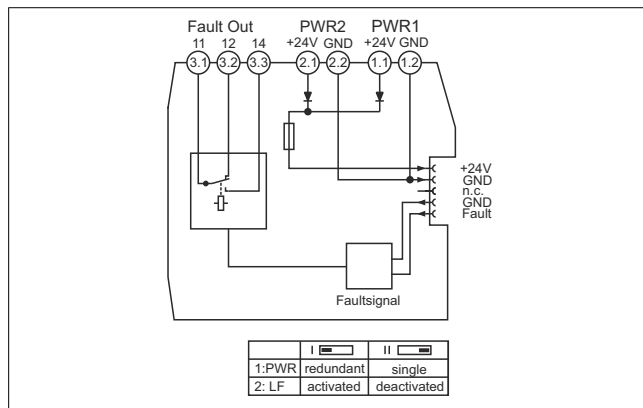 Fault Out PWR2 PWR1
11 12 14 +24V GND +24V GND
3.1 3.2 3.3 2.1 2.2 1.1 1.2
+24V
GND
n.c.
GND
Fault
Faultsignal
I II
1:PWR redundant single
2: LF activated deactivated